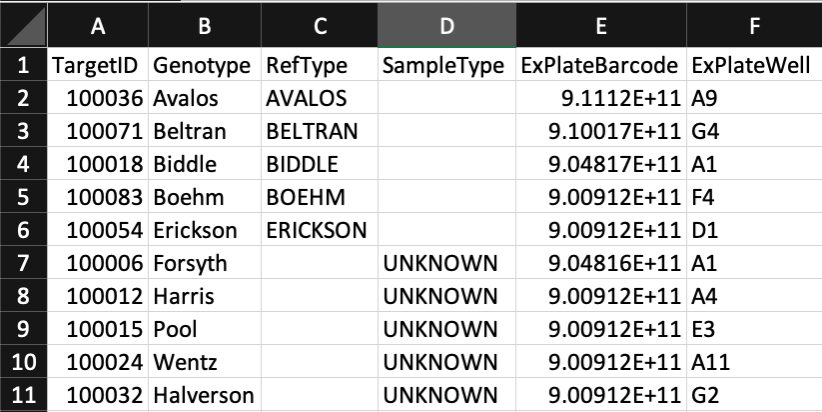 A B C D E F
1 TargetID Genotype RefType SampleType ExPlateBarcode ExPlateWell
2 100036 Avalos AVALOS 9.1112E+11 A9
3 100071 Beltran BELTRAN 9.10017E+11 G4
4 100018 Biddle BIDDLE 9.04817E+11 A1
5 100083 Boehm BOEHM 9.00912E+11 F4
6 100054 Erickson ERICKSON 9.00912E+11 D1
7 100006 Forsyth UNKNOWN 9.04816E+11 A1
8 100012 Harris UNKNOWN 9.00912E+11 A4
9 100015 Pool UNKNOWN 9.00912E+11 E3
10 100024 Wentz UNKNOWN 9.00912E+11 A11
11 100032 Halverson UNKNOWN 9.00912E+11 G2